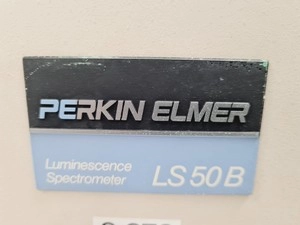 PERKIN ELMER
Luminescence
Spectrometer LS 50 B